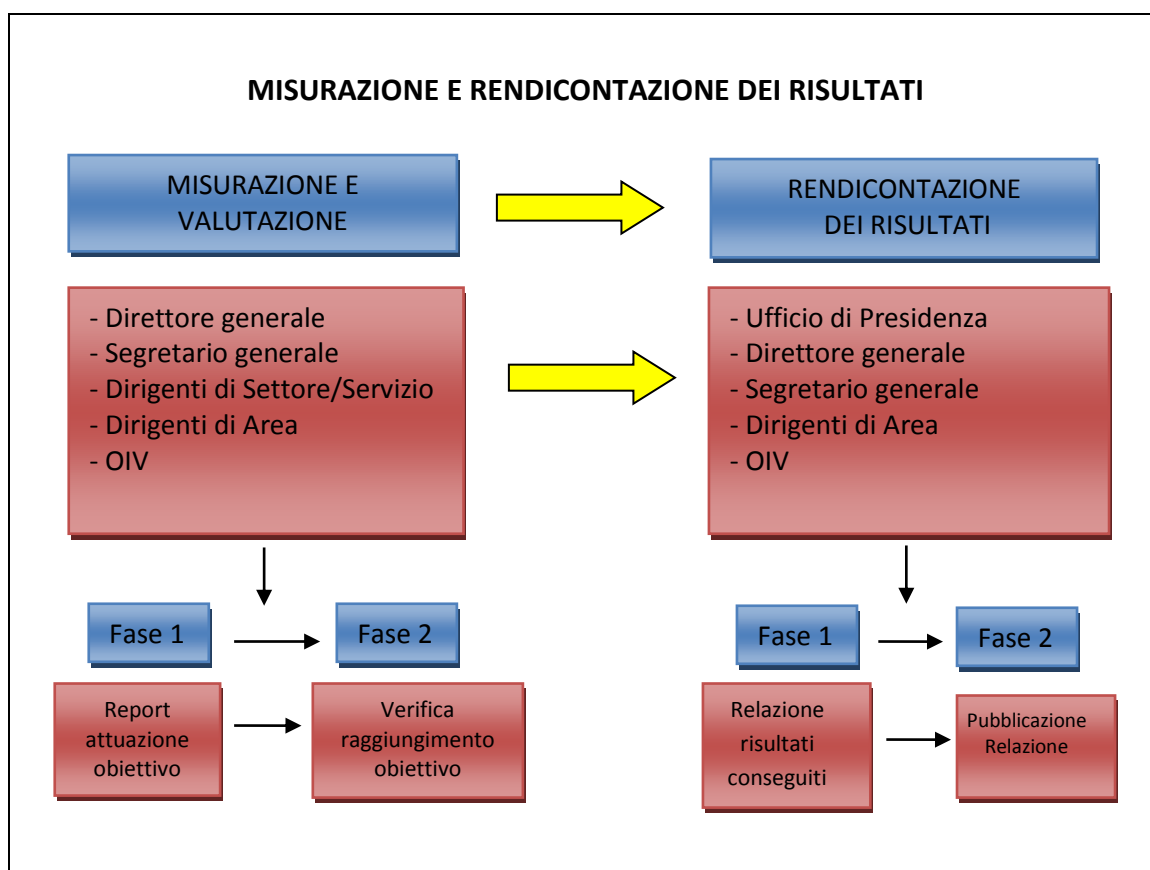 MISURAZIONE E RENDICONTAZIONE DEI RISULTATI
MISURAZIONE E
VALUTAZIONE
RENDICONTAZIONE
DEI RISULTATI
- Direttore generale
- Segretario generale
- Dirigenti di Settore/Servizio
- Dirigenti di Area
- OIV
- Ufficio di Presidenza
- Direttore generale
- Segretario generale
- Dirigenti di Area
- OIV
Fase 1
Fase 2
Report
attuazione
obiettivo
Verifica
raggiungimento
obiettivo
Fase 1
Fase 2
Relazione
risultati
conseguiti
Pubblicazione
Relazione